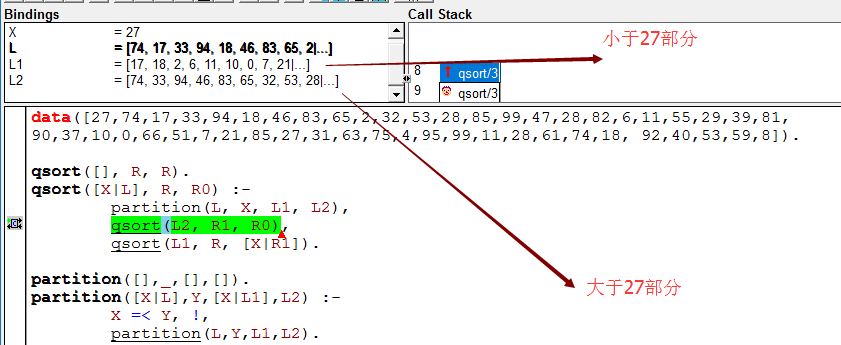 Bindings
Call Stack
X = 27
L = [74, 17, 33, 94, 18, 46, 83, 65, 2|...]
L1 = [17, 18, 2, 6, 11, 10, 0, 7, 21|...]
L2 = [74, 33, 94, 46, 83, 65, 32, 53, 28|...]
8 qsort/3
9 qsort/3
小于27部分
data([27,74,17,33,94,18,46,83,65,2,32,53,28,85,99,47,28,82,6,11,55,29,39,81,
90,37,10,0,66,51,7,21,85,27,31,63,75,4,95,99,11,28,61,74,18, 92,40,53,59,8]).
qsort([], R, R).
qsort([X|L], R, R0) :-
partition(L, X, L1, L2),
qsort(L2, R1, R0),
qsort(L1, R, [X|R1]).
大于27部分
partition([],_,[],[]).
partition([X|L],Y,[X|L1],L2) :-
X =< Y, !,
partition(L,Y,L1,L2).